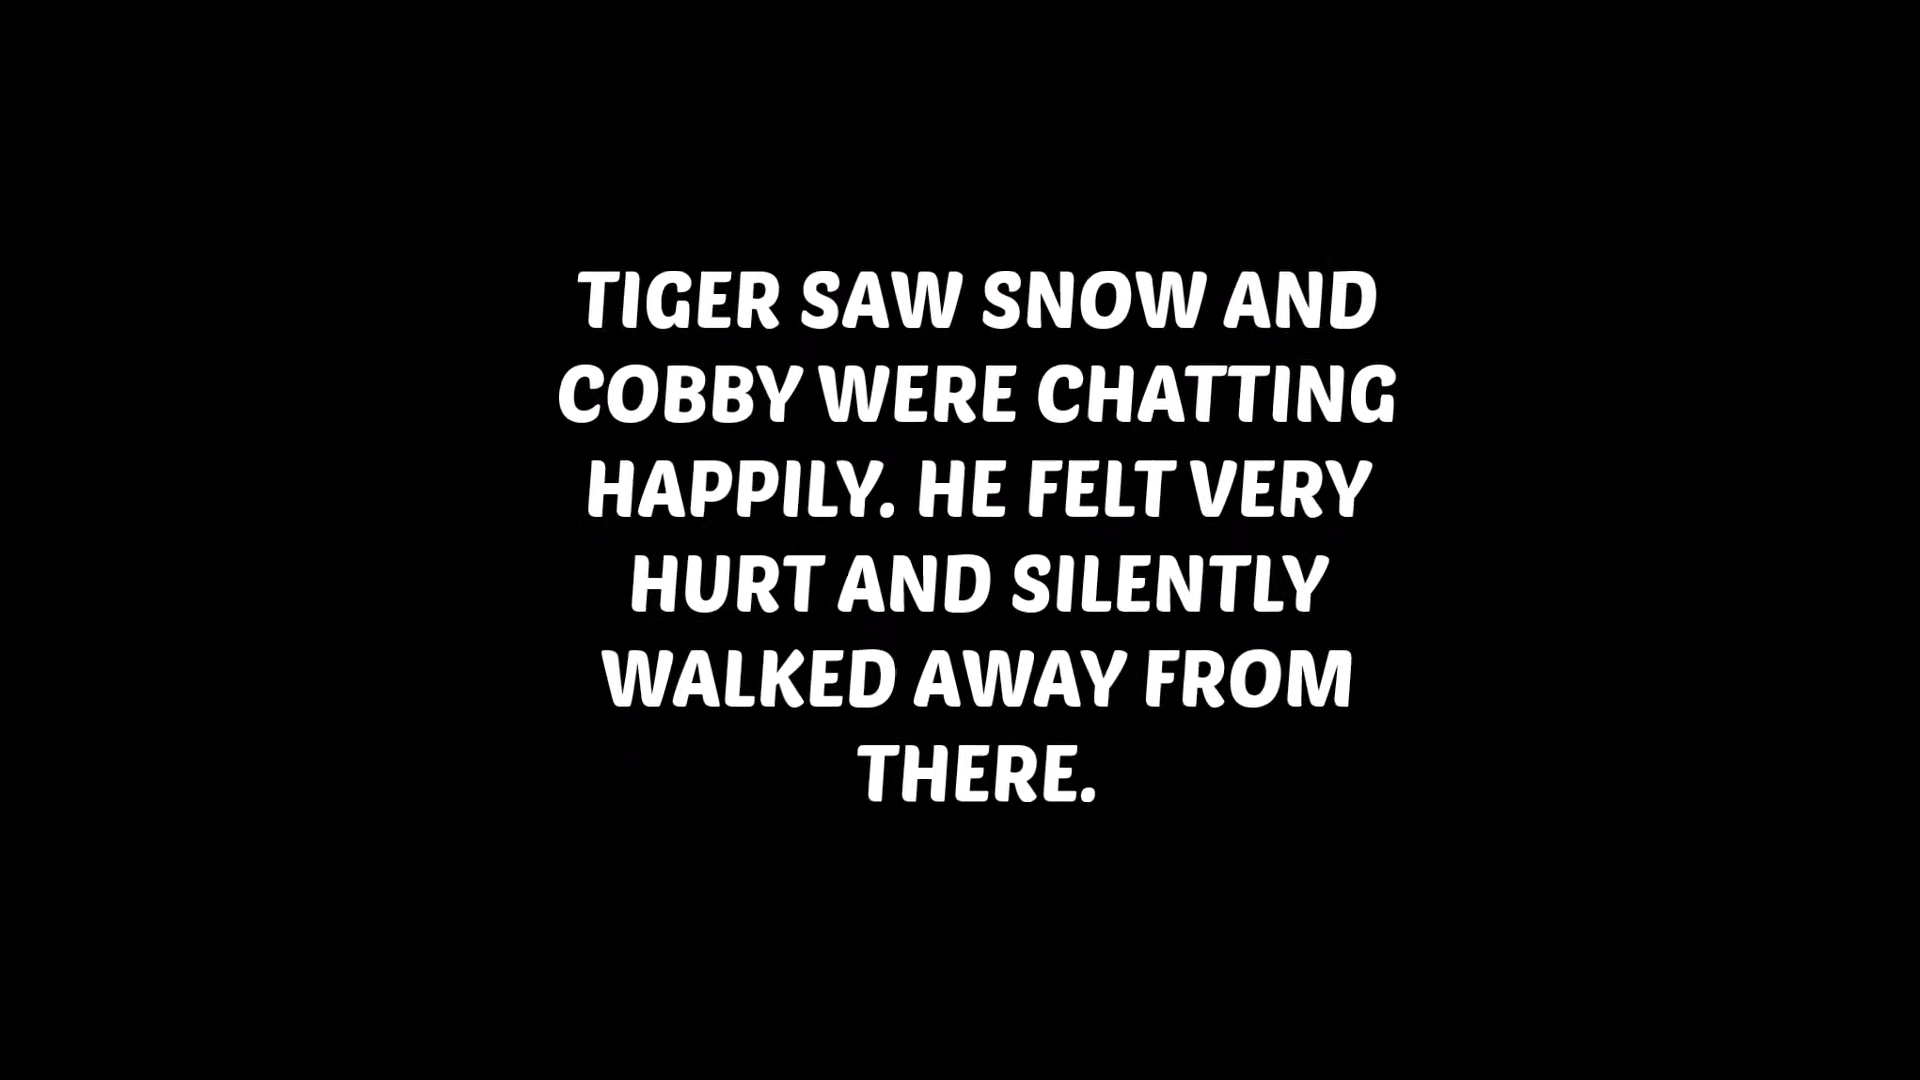 TIGER SAW SNOW AND
COBBY WERE CHATTING
HAPPILY. HE FELT VERY
HURT AND SILENTLY
WALKED AWAY FROM
THERE.